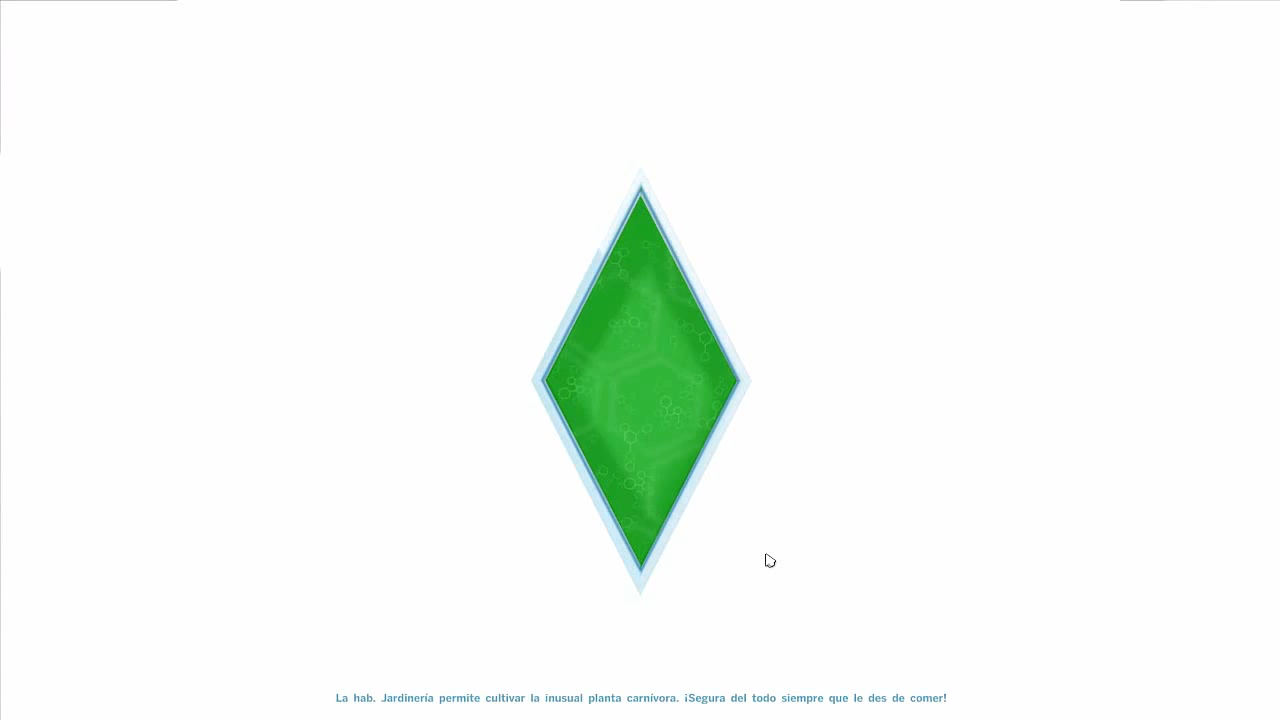 La hab. Jardinería permite cultivar la inusual planta carnívora. ¡Segura del todo siempre que le des de comer!